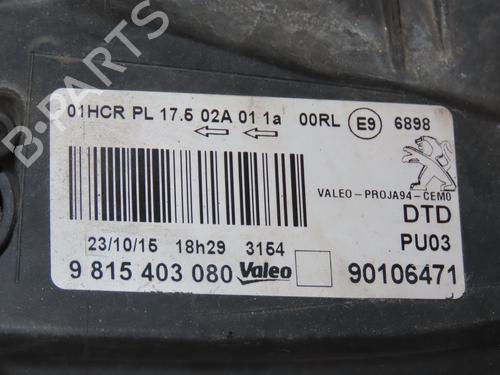 01HCR PL 17.5 02A 01 1a 00RL E9 6898
VALEO-PROJA94-CEMO
DTD
23/10/15 18h29 3154 PU03
9 815 403 080 Valeo 90106471